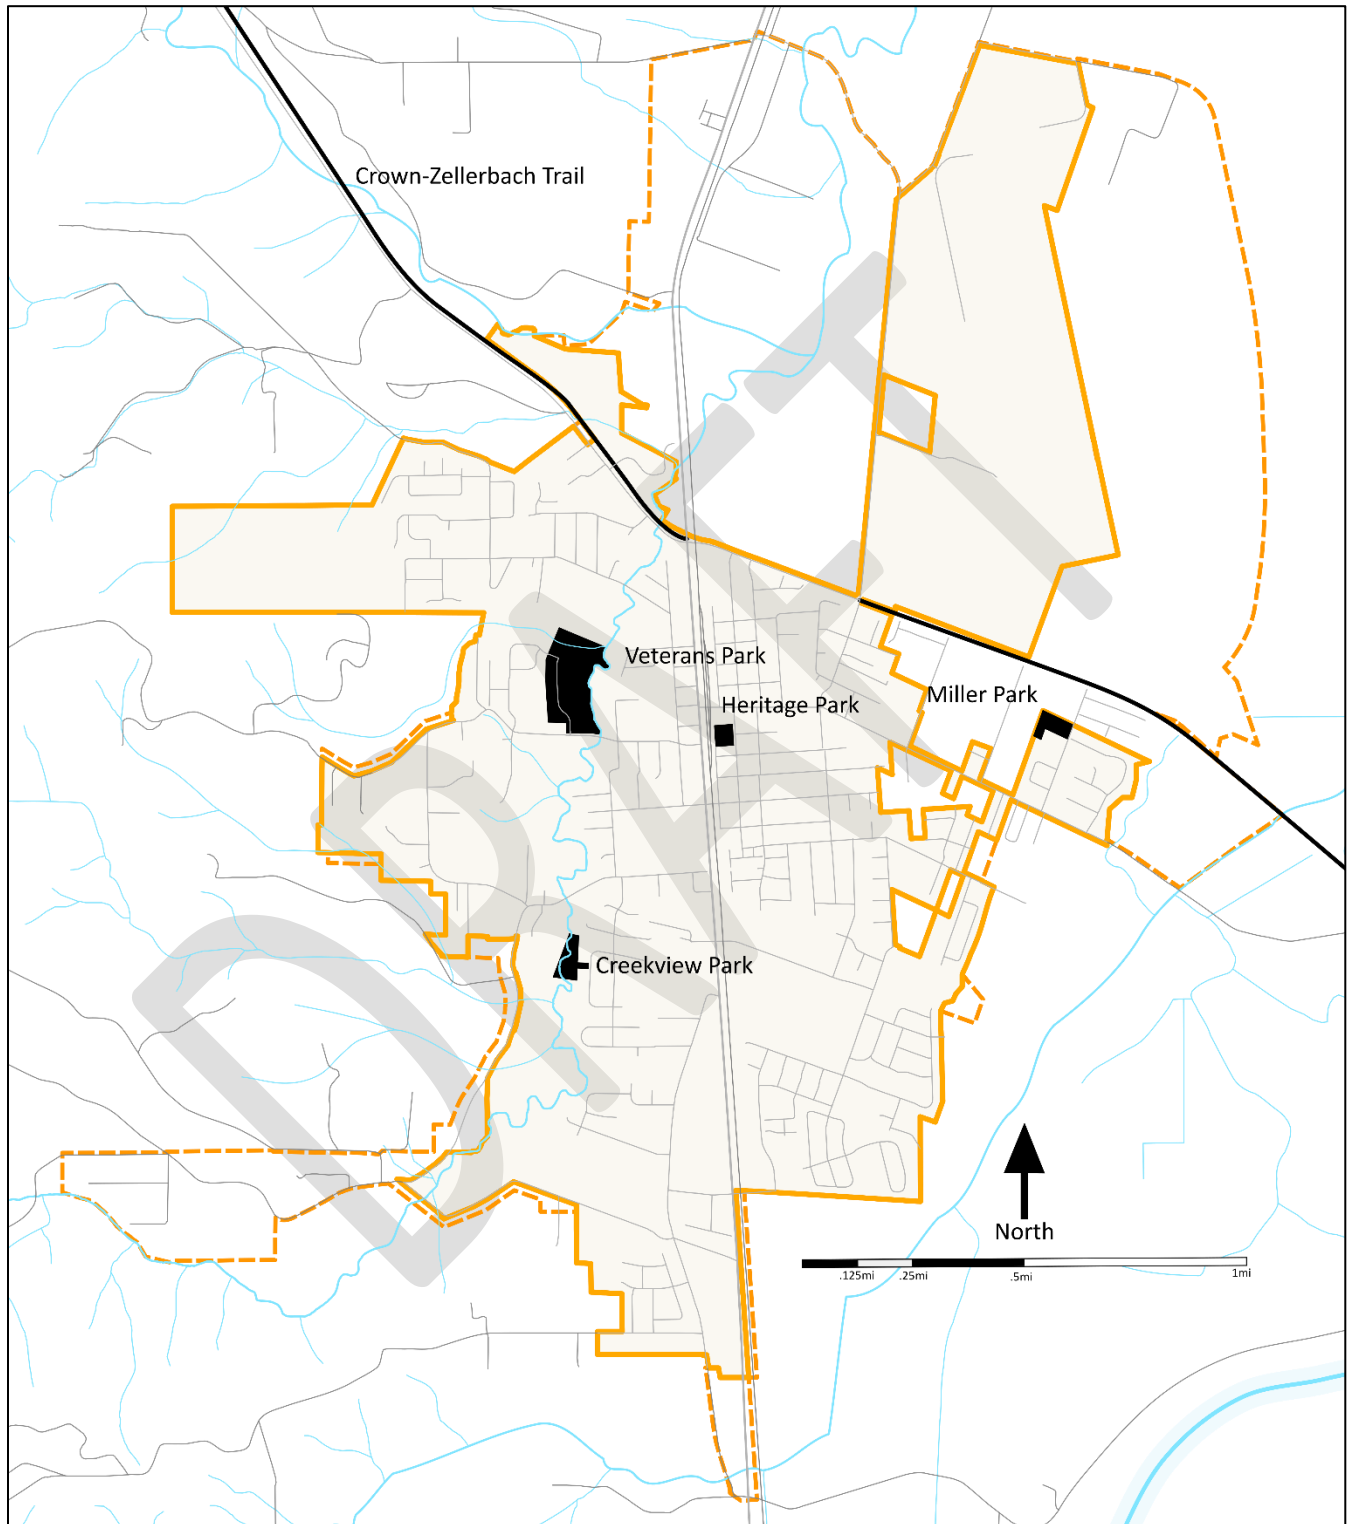 Crown-Zellerbach Trail
Veterans Park
Miller Park
Heritage Park
Creekview Park
North
.125mi .25mi .5mi 1mi
DRAFT